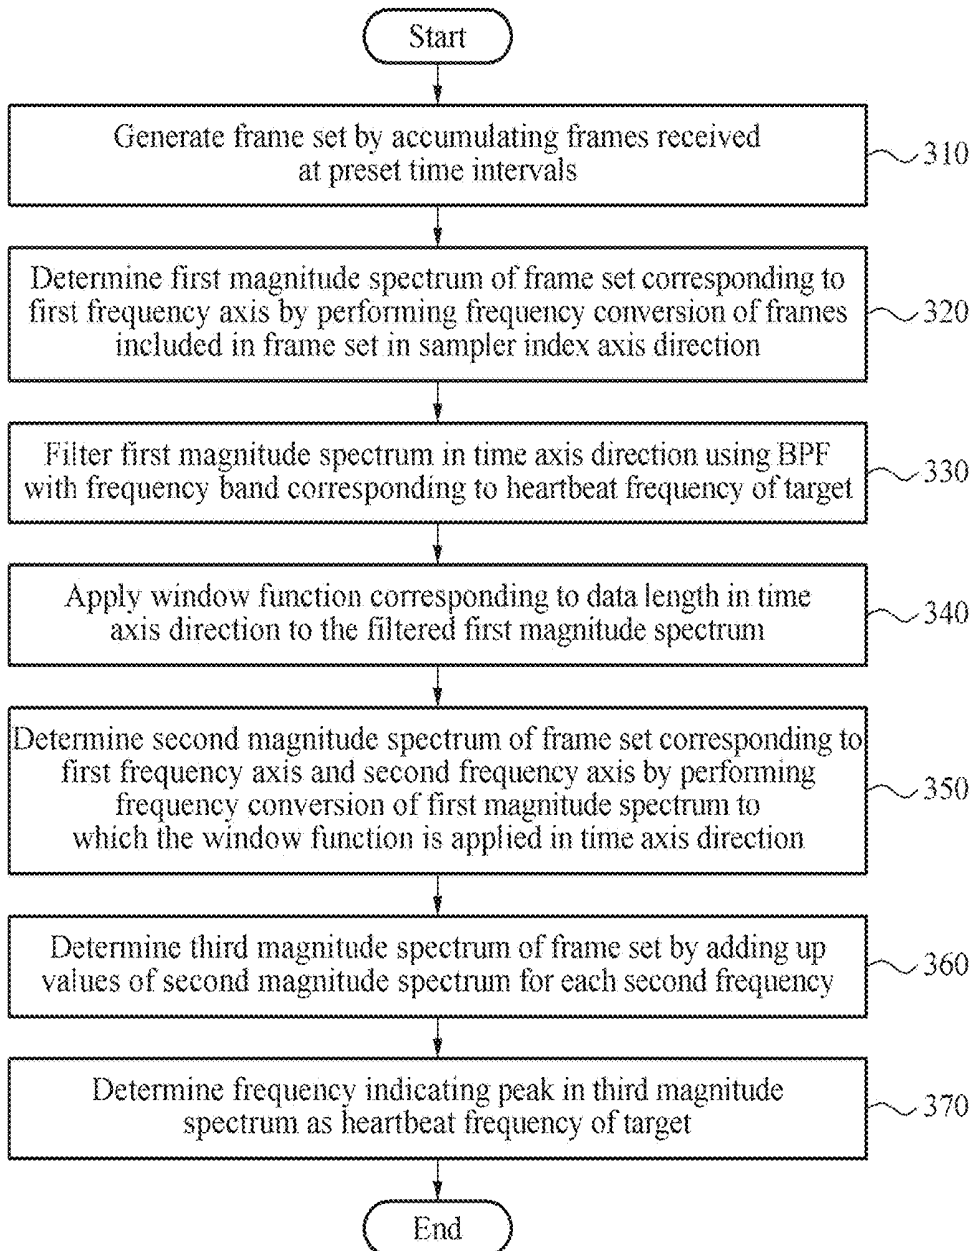 Start
Generate frame set by accumulating frames received
at preset time intervals
310
Determine first magnitude spectrum of frame set corresponding to
first frequency axis by performing frequency conversion of frames
included in frame set in sampler index axis direction
320
Filter first magnitude spectrum in time axis direction using BPF
with frequency band corresponding to heartbeat frequency of target
330
Apply window function corresponding to data length in time
axis direction to the filtered first magnitude spectrum
340
Determine second magnitude spectrum of frame set corresponding to
first frequency axis and second frequency axis by performing
frequency conversion of first magnitude spectrum to
which the window function is applied in time axis direction
350
Determine third magnitude spectrum of frame set by adding up
values of second magnitude spectrum for each second frequency
360
Determine frequency indicating peak in third magnitude
spectrum as heartbeat frequency of target
370
End